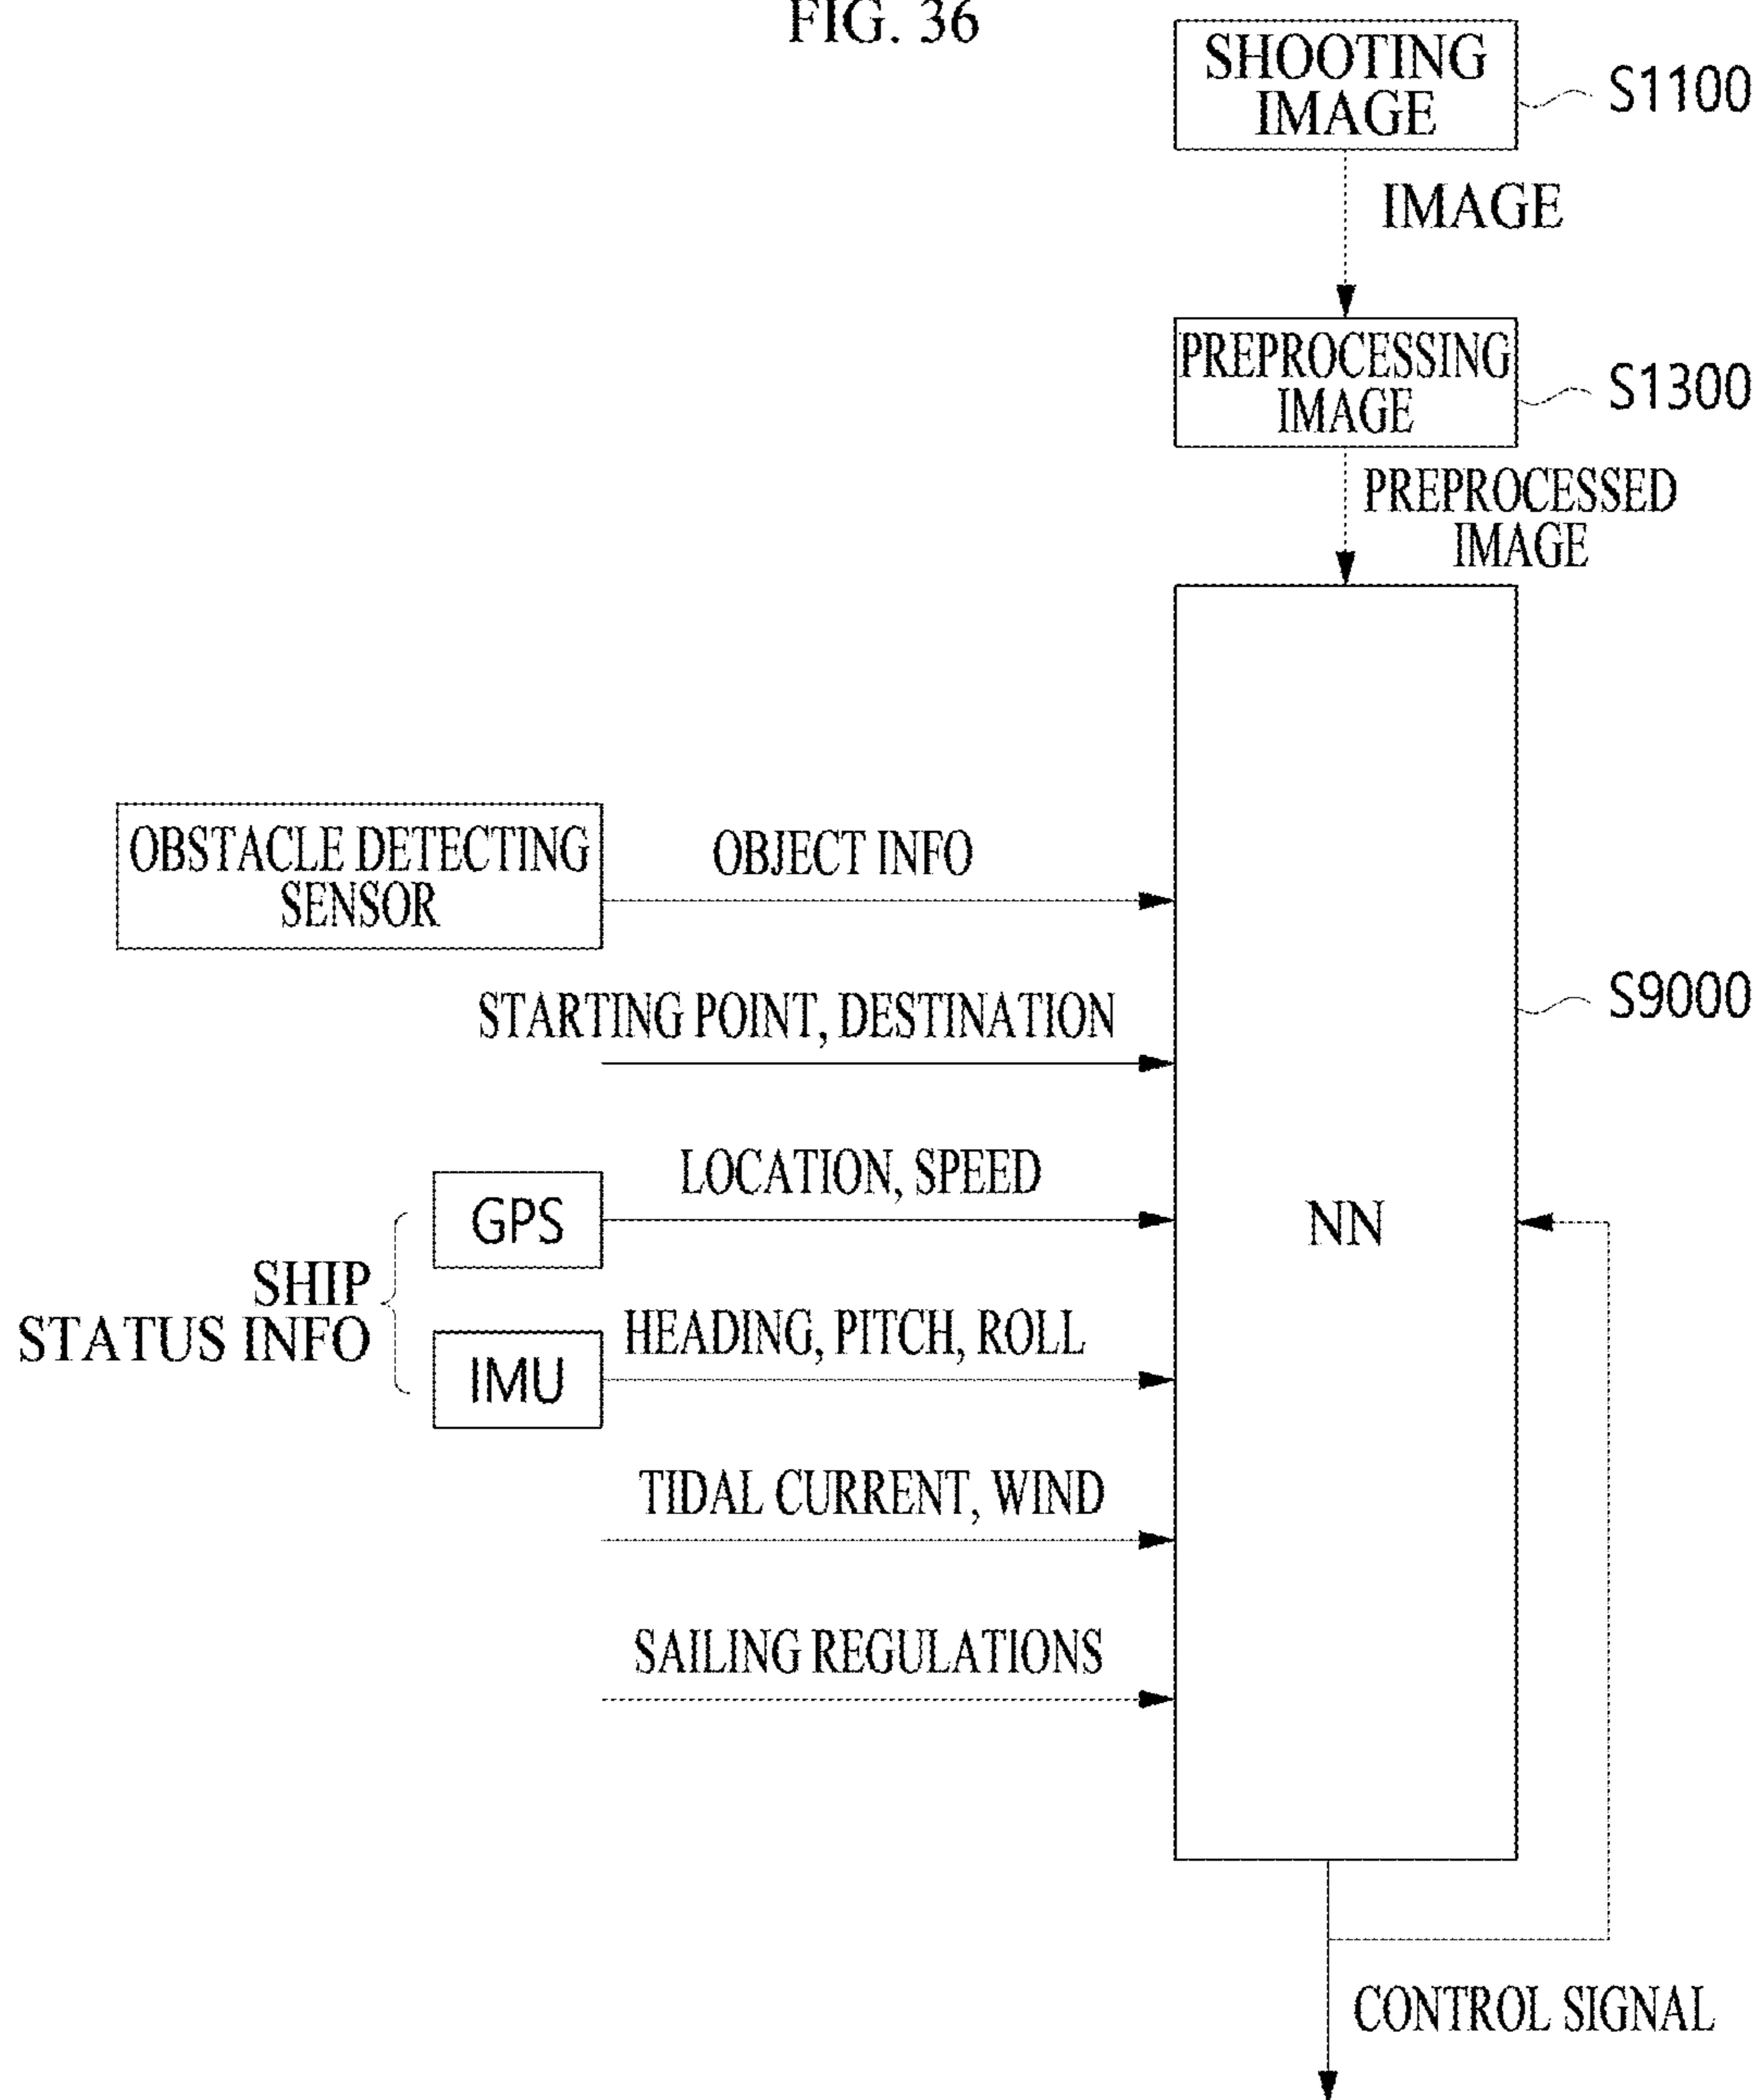 FIG. 36
SHOOTING
IMAGE
S1100
IMAGE
PREPROCESSING
IMAGE
S1300
PREPROCESSED
IMAGE
OBSTACLE DETECTING
SENSOR
OBJECT INFO
STARTING POINT, DESTINATION
S9000
LOCATION, SPEED
GPS
NN
SHIP
STATUS INFO
HEADING, PITCH, ROLL
IMU
TIDAL CURRENT, WIND
SAILING REGULATIONS
CONTROL SIGNAL